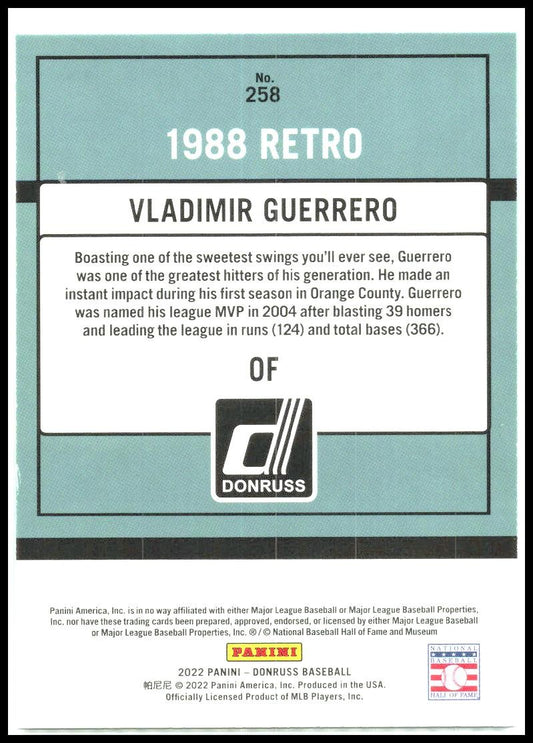 No.
258
1988 RETRO
VLADIMIR GUERRERO
Boasting one of the sweetest swings you'll ever see, Guerrero
was one of the greatest hitters of his generation. He made an
instant impact during his first season in Orange County. Guerrero
was named his league MVP in 2004 after blasting 39 homers
and leading the league in runs (124) and total bases (366).
OF
d
DONRUSS
Panini America, Inc. is in no way affiliated with either Major League Baseball or Major League Baseball Properties,
Inc. nor have these trading cards been prepared, approved, endorsed, or licensed by either Major League Baseball
or Major League Baseball Properties, Inc. ® / © National Baseball Hall of Fame and Museum
PANINI
2022 PANINI – DONRUSS BASEBALL
帕尼尼 © 2022 Panini America, Inc. Produced in the USA.
Officially Licensed Product of MLB Players, Inc.
NATIONAL
BASEBALL
HALL OF FAME